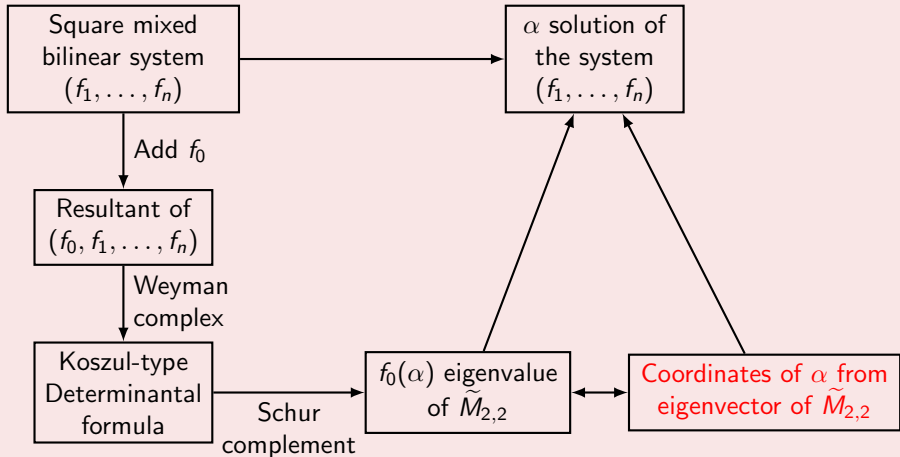 Square mixed
bilinear system
(f₁, . . . , fₙ)
α solution of
the system
(f₁, . . . , fₙ)
Add f₀
Resultant of
(f₀, f₁, . . . , fₙ)
Weyman
complex
Koszul-type
Determinantal
formula
Schur
complement
f₀(α) eigenvalue
of M̃₂,₂
Coordinates of α from
eigenvector of M̃₂,₂